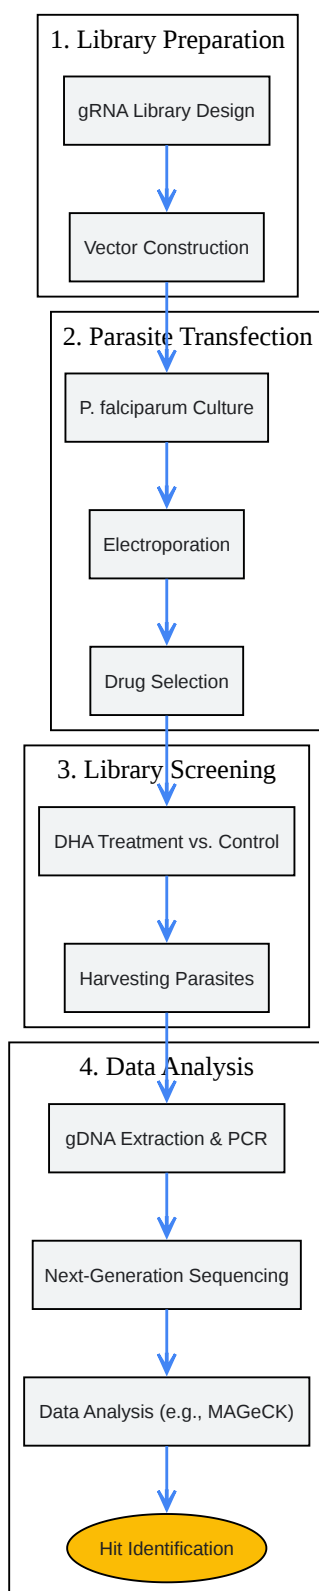 1. Library Preparation
gRNA Library Design
Vector Construction
2. Parasite Transfection
P. falciparum Culture
Electroporation
Drug Selection
3. Library Screening
DHA Treatment vs. Control
Harvesting Parasites
4. Data Analysis
gDNA Extraction & PCR
Next-Generation Sequencing
Data Analysis (e.g., MAGeCK)
Hit Identification